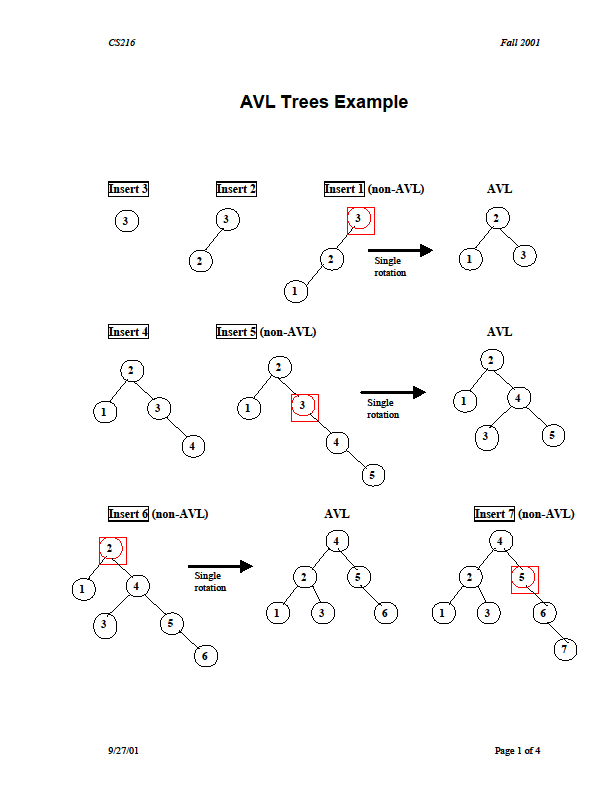 CS216 Fall 2001
AVL Trees Example
Insert 3 Insert 2 Insert 1 (non-AVL) AVL
3 3 3 2
2 2 1 3
Single
rotation
1
Insert 4 Insert 5 (non-AVL) AVL
2 2 2
1 3 1 3 1 4
Single
rotation
4 4 3 5
5
Insert 6 (non-AVL) AVL Insert 7 (non-AVL)
2 4 4
1 4 2 5 2 5
Single
rotation
3 5 1 3 6 1 3 6
6 7
9/27/01 Page 1 of 4